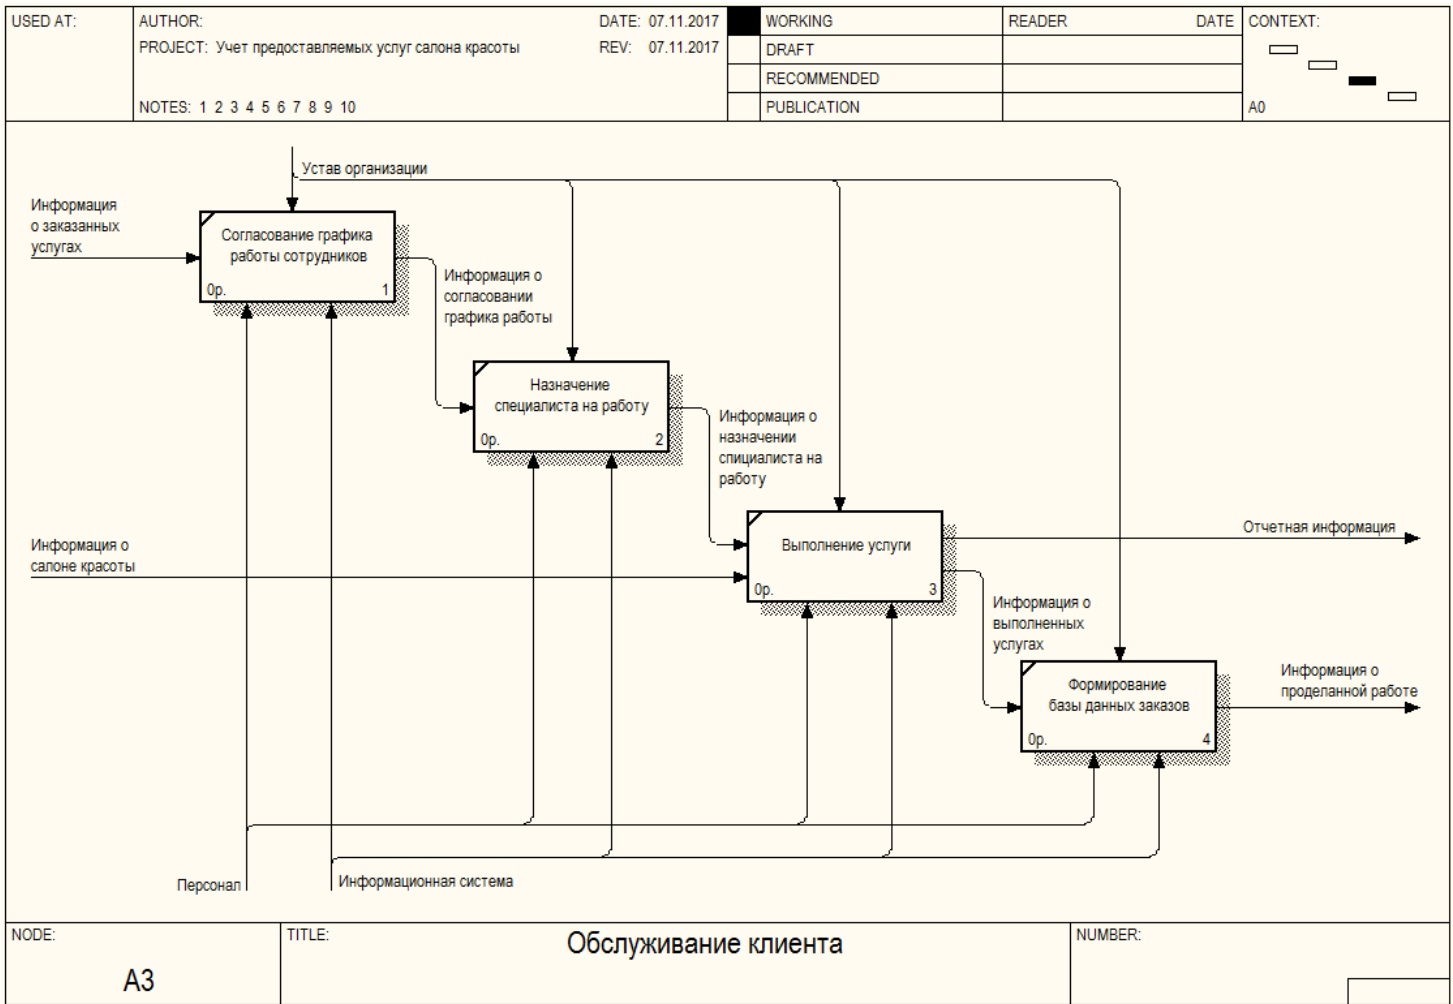 USED AT:
AUTHOR:
DATE: 07.11.2017
PROJECT: Учет предоставляемых услуг салона красоты
REV: 07.11.2017
NOTES: 1 2 3 4 5 6 7 8 9 10
WORKING
DRAFT
RECOMMENDED
PUBLICATION
READER
DATE
CONTEXT:
A0
Устав организации
Информация
о заказанных
услугах
Согласование графика
работы сотрудников
0р.
1
Информация о
согласовании
графика работы
Назначение
специалиста на работу
0р.
2
Информация о
назначении
специалиста на
работу
Информация о
салоне красоты
Выполнение услуги
0р.
3
Отчетная информация
Информация о
выполненных
услугах
Формирование
базы данных заказов
0р.
4
Информация о
проделанной работе
Персонал
Информационная система
NODE:
A3
TITLE:
Обслуживание клиента
NUMBER: